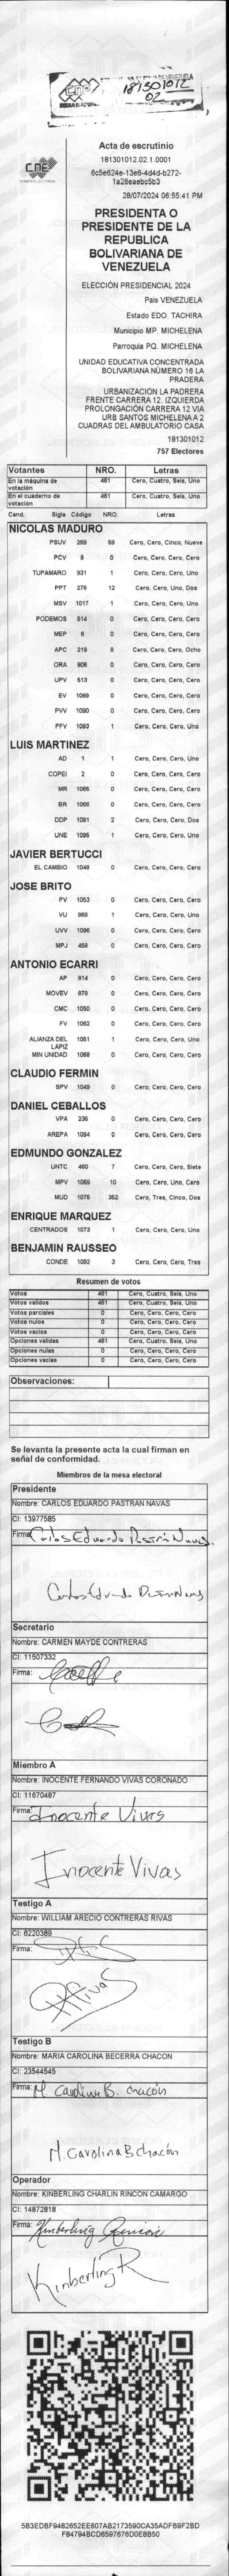 CNE
181301012
02
CNE
Acta de escrutinio
181301012.02.1.0001
6c5e624e-13e6-4d4d-b272-
1a26eaebc5b3
28/07/2024 06:55:41 PM
PRESIDENTA O
PRESIDENTE DE LA
REPUBLICA
BOLIVARIANA DE
VENEZUELA
ELECCIÓN PRESIDENCIAL 2024
Pais VENEZUELA
Estado EDO. TACHIRA
Municipio MP. MICHELENA
Parroquia PQ. MICHELENA
UNIDAD EDUCATIVA CONCENTRADA
BOLIVARIANA NÚMERO 16 LA
PRADERA
URBANIZACIÓN LA PADRERA
FRENTE CARRERA 12. IZQUIERDA
PROLONGACIÓN CARRERA 12 VIA
URB SANTOS MICHELENA A 2
CUADRAS DEL AMBULATORIO CASA
181301012
757 Electores
Votantes NRO. Letras
En la máquina de votación 461 Cero, Cuatro, Seis, Uno
En el cuaderno de votación 461 Cero, Cuatro, Seis, Uno
Cand. Sigla Código NRO. Letras
NICOLAS MADURO
PSUV 269 59 Cero, Cero, Cinco, Nueve
PCV 9 0 Cero, Cero, Cero, Cero
TUPAMARO 931 1 Cero, Cero, Cero, Uno
PPT 276 12 Cero, Cero, Uno, Dos
MSV 1017 1 Cero, Cero, Cero, Uno
PODEMOS 514 0 Cero, Cero, Cero, Cero
MEP 6 0 Cero, Cero, Cero, Cero
APC 219 8 Cero, Cero, Cero, Ocho
ORA 906 0 Cero, Cero, Cero, Cero
UPV 513 0 Cero, Cero, Cero, Cero
EV 1089 0 Cero, Cero, Cero, Cero
PVV 1090 0 Cero, Cero, Cero, Cero
PFV 1093 1 Cero, Cero, Cero, Uno
LUIS MARTINEZ
AD 1 1 Cero, Cero, Cero, Uno
COPEI 2 0 Cero, Cero, Cero, Cero
MR 1065 0 Cero, Cero, Cero, Cero
BR 1066 0 Cero, Cero, Cero, Cero
DDP 1091 2 Cero, Cero, Cero, Dos
UNE 1095 1 Cero, Cero, Cero, Uno
JAVIER BERTUCCI
EL CAMBIO 1048 0 Cero, Cero, Cero, Cero
JOSE BRITO
PV 1053 0 Cero, Cero, Cero, Cero
VU 868 1 Cero, Cero, Cero, Uno
UVV 1096 0 Cero, Cero, Cero, Cero
MPJ 458 0 Cero, Cero, Cero, Cero
ANTONIO ECARRI
AP 814 0 Cero, Cero, Cero, Cero
MOVEV 879 0 Cero, Cero, Cero, Cero
CMC 1050 0 Cero, Cero, Cero, Cero
FV 1062 0 Cero, Cero, Cero, Cero
ALIANZA DEL LAPIZ 1051 1 Cero, Cero, Cero, Uno
MIN UNIDAD 1068 0 Cero, Cero, Cero, Cero
CLAUDIO FERMIN
SPV 1049 0 Cero, Cero, Cero, Cero
DANIEL CEBALLOS
VPA 236 0 Cero, Cero, Cero, Cero
AREPA 1094 0 Cero, Cero, Cero, Cero
EDMUNDO GONZALEZ
UNTC 460 7 Cero, Cero, Cero, Siete
MPV 1069 10 Cero, Cero, Uno, Cero
MUD 1075 352 Cero, Tres, Cinco, Dos
ENRIQUE MARQUEZ
CENTRADOS 1073 1 Cero, Cero, Cero, Uno
BENJAMIN RAUSSEO
CONDE 1082 3 Cero, Cero, Cero, Tres
Resumen de votos
Votos 461 Cero, Cuatro, Seis, Uno
Votos validos 461 Cero, Cuatro, Seis, Uno
Votos parciales 0 Cero, Cero, Cero, Cero
Votos nulos 0 Cero, Cero, Cero, Cero
Votos vacios 0 Cero, Cero, Cero, Cero
Opciones validas 461 Cero, Cuatro, Seis, Uno
Opciones nulas 0 Cero, Cero, Cero, Cero
Opciones vacias 0 Cero, Cero, Cero, Cero
Observaciones:
Se levanta la presente acta la cual firman en
señal de conformidad.
Miembros de la mesa electoral
Presidente
Nombre: CARLOS EDUARDO PASTRAN NAVAS
CI: 13977585
Firma: Carlos Eduardo Pastrán Navas.
Secretario
Nombre: CARMEN MAYDE CONTRERAS
CI: 11507332
Firma:
Miembro A
Nombre: INOCENTE FERNANDO VIVAS CORONADO
CI: 11670487
Firma: Inocente Vivas
Inocente Vivas
Testigo A
Nombre: WILLIAM ARECIO CONTRERAS RIVAS
CI: 6220389
Firma:
Testigo B
Nombre: MARIA CAROLINA BECERRA CHACON
CI: 23544545
Firma: M. Carolina B. chacón
M. Carolina B chacón
Operador
Nombre: KINBERLING CHARLIN RINCON CAMARGO
CI: 14872818
Firma: Kinberling Rincón
Kinberling R
5B3EDBF9482652EE607AB2173590CA35ADFB9F2BD
FB4794BCD6597676D0E8B50